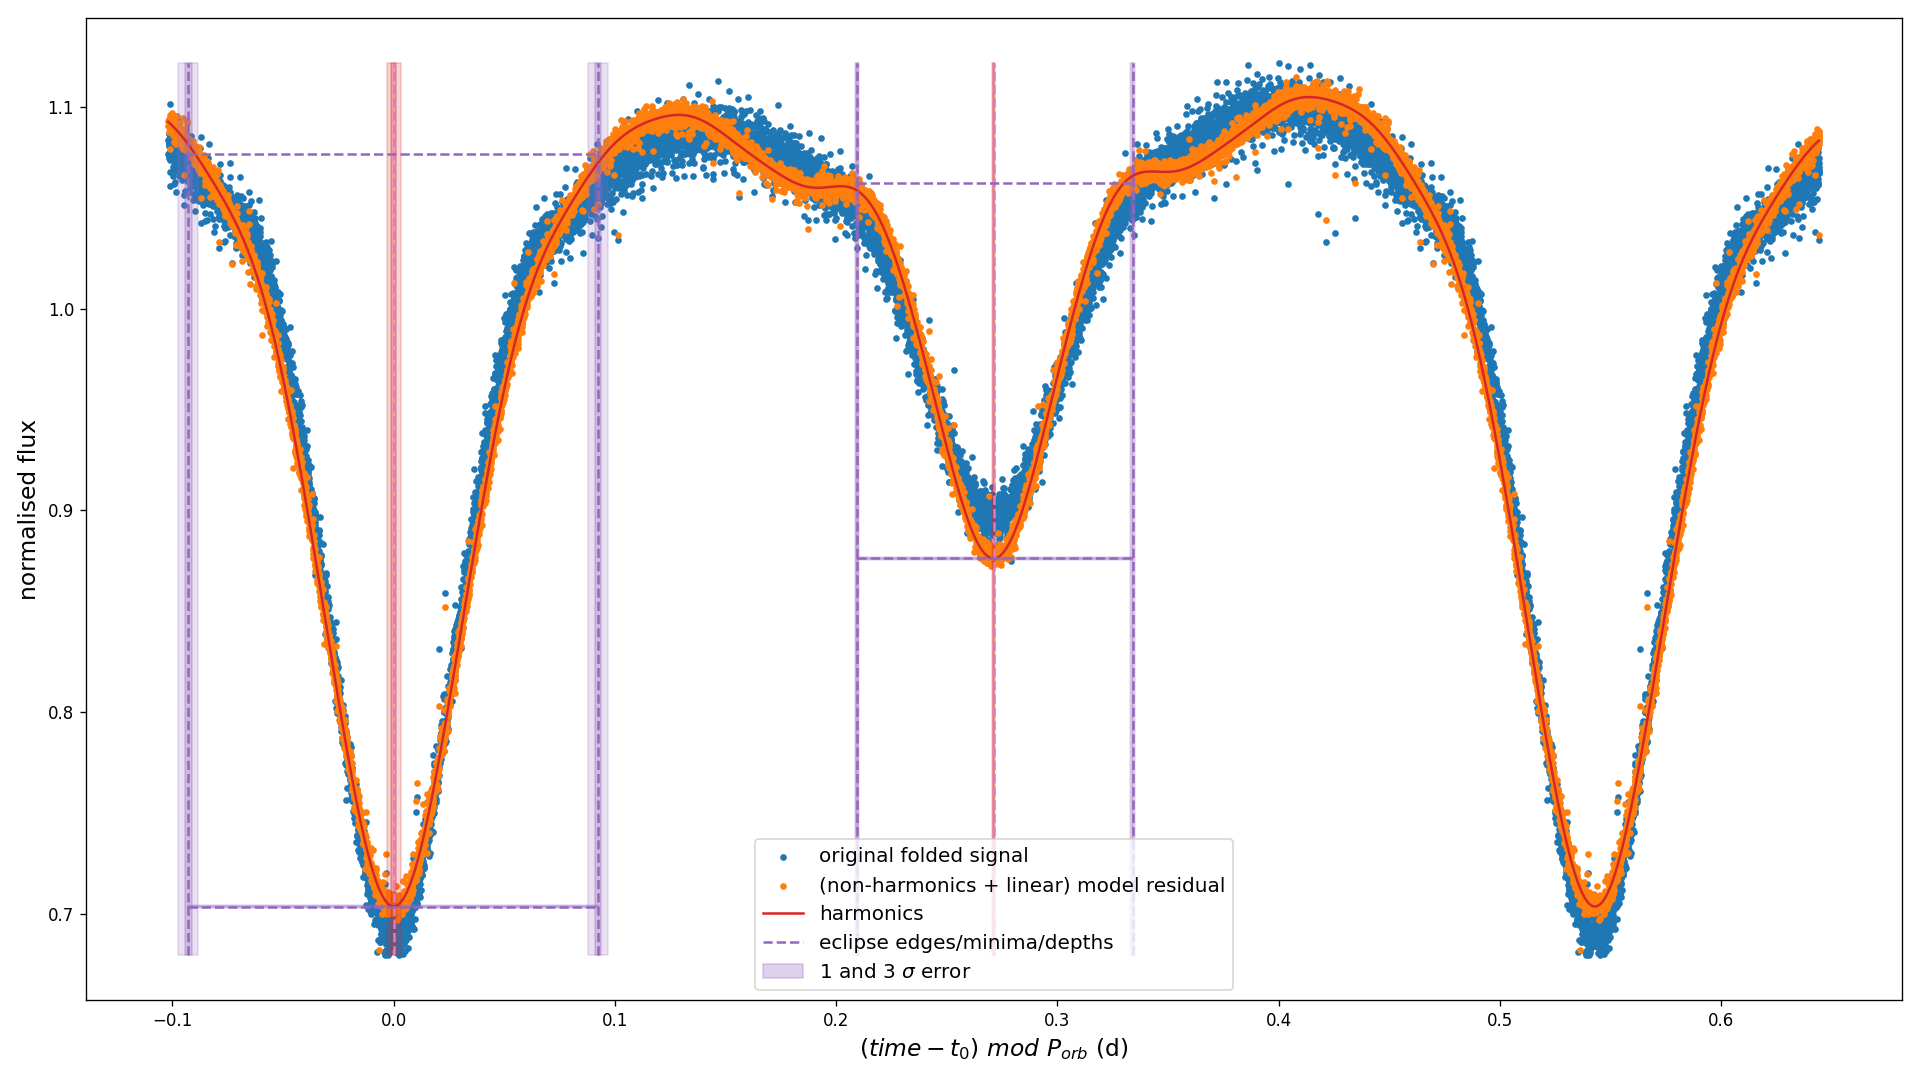 normalised flux
1.1
1.0
0.9
0.8
0.7
−0.1
0.0
0.1
0.2
0.3
0.4
0.5
0.6
(time − t₀) mod Pₒᵣᵦ (d)
original folded signal
(non-harmonics + linear) model residual
harmonics
eclipse edges/minima/depths
1 and 3 σ error